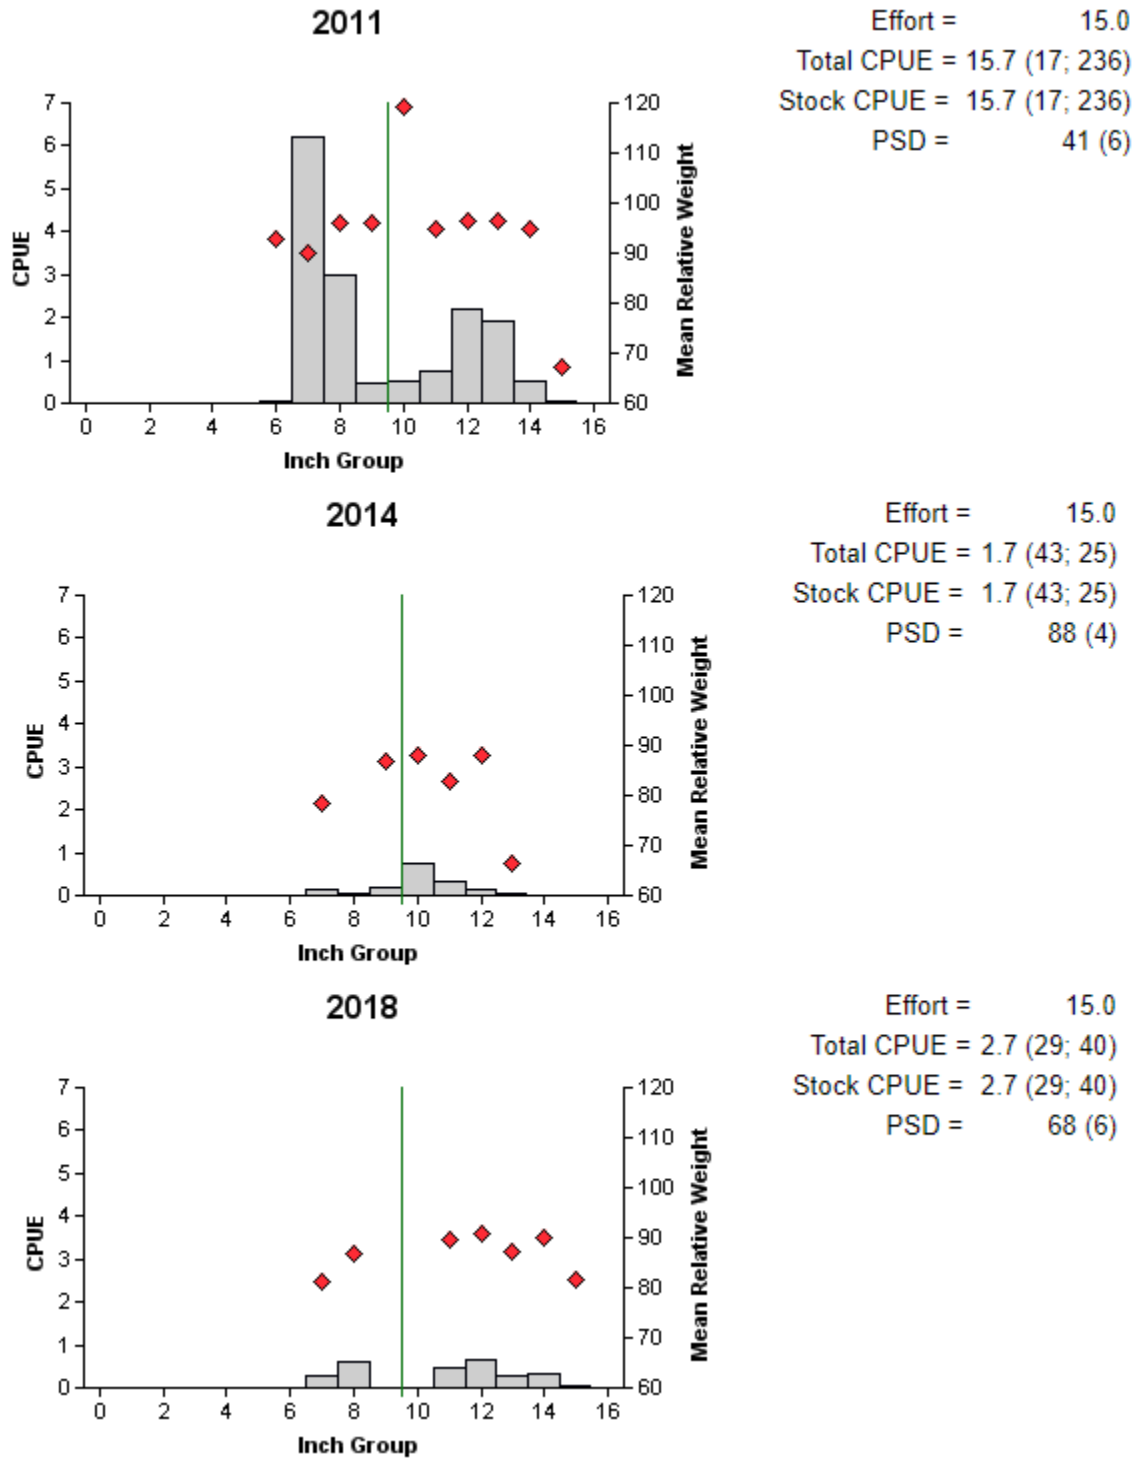 2011
Effort = 15.0
Total CPUE = 15.7 (17; 236)
Stock CPUE = 15.7 (17; 236)
PSD = 41 (6)
7 120
6 110
5 100
4 90
3 80
2 70
1
0 60
CPUE
Mean Relative Weight
0 2 4 6 8 10 12 14 16
Inch Group
2014
Effort = 15.0
Total CPUE = 1.7 (43; 25)
Stock CPUE = 1.7 (43; 25)
PSD = 88 (4)
7 120
6 110
5 100
4 90
3 80
2 70
1
0 60
CPUE
Mean Relative Weight
0 2 4 6 8 10 12 14 16
Inch Group
2018
Effort = 15.0
Total CPUE = 2.7 (29; 40)
Stock CPUE = 2.7 (29; 40)
PSD = 68 (6)
7 120
6 110
5 100
4 90
3 80
2 70
1
0 60
CPUE
Mean Relative Weight
0 2 4 6 8 10 12 14 16
Inch Group